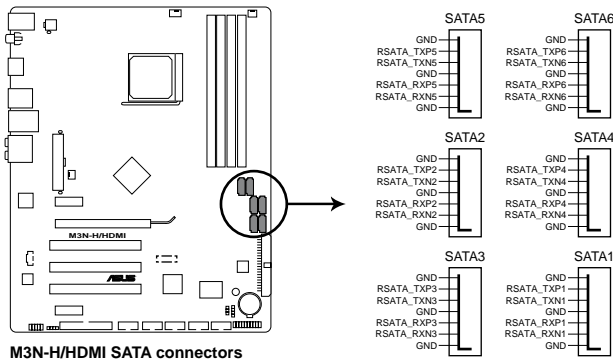 SATA5
GND
RSATA_TXP5
RSATA_TXN5
GND
RSATA_RXP5
RSATA_RXN5
GND
SATA6
GND
RSATA_TXP6
RSATA_TXN6
GND
RSATA_RXP6
RSATA_RXN6
GND
SATA2
GND
RSATA_TXP2
RSATA_TXN2
GND
RSATA_RXP2
RSATA_RXN2
GND
SATA4
GND
RSATA_TXP4
RSATA_TXN4
GND
RSATA_RXP4
RSATA_RXN4
GND
SATA3
GND
RSATA_TXP3
RSATA_TXN3
GND
RSATA_RXP3
RSATA_RXN3
GND
SATA1
GND
RSATA_TXP1
RSATA_TXN1
GND
RSATA_RXP1
RSATA_RXN1
GND
M3N-H/HDMI
ASUS
M3N-H/HDMI SATA connectors